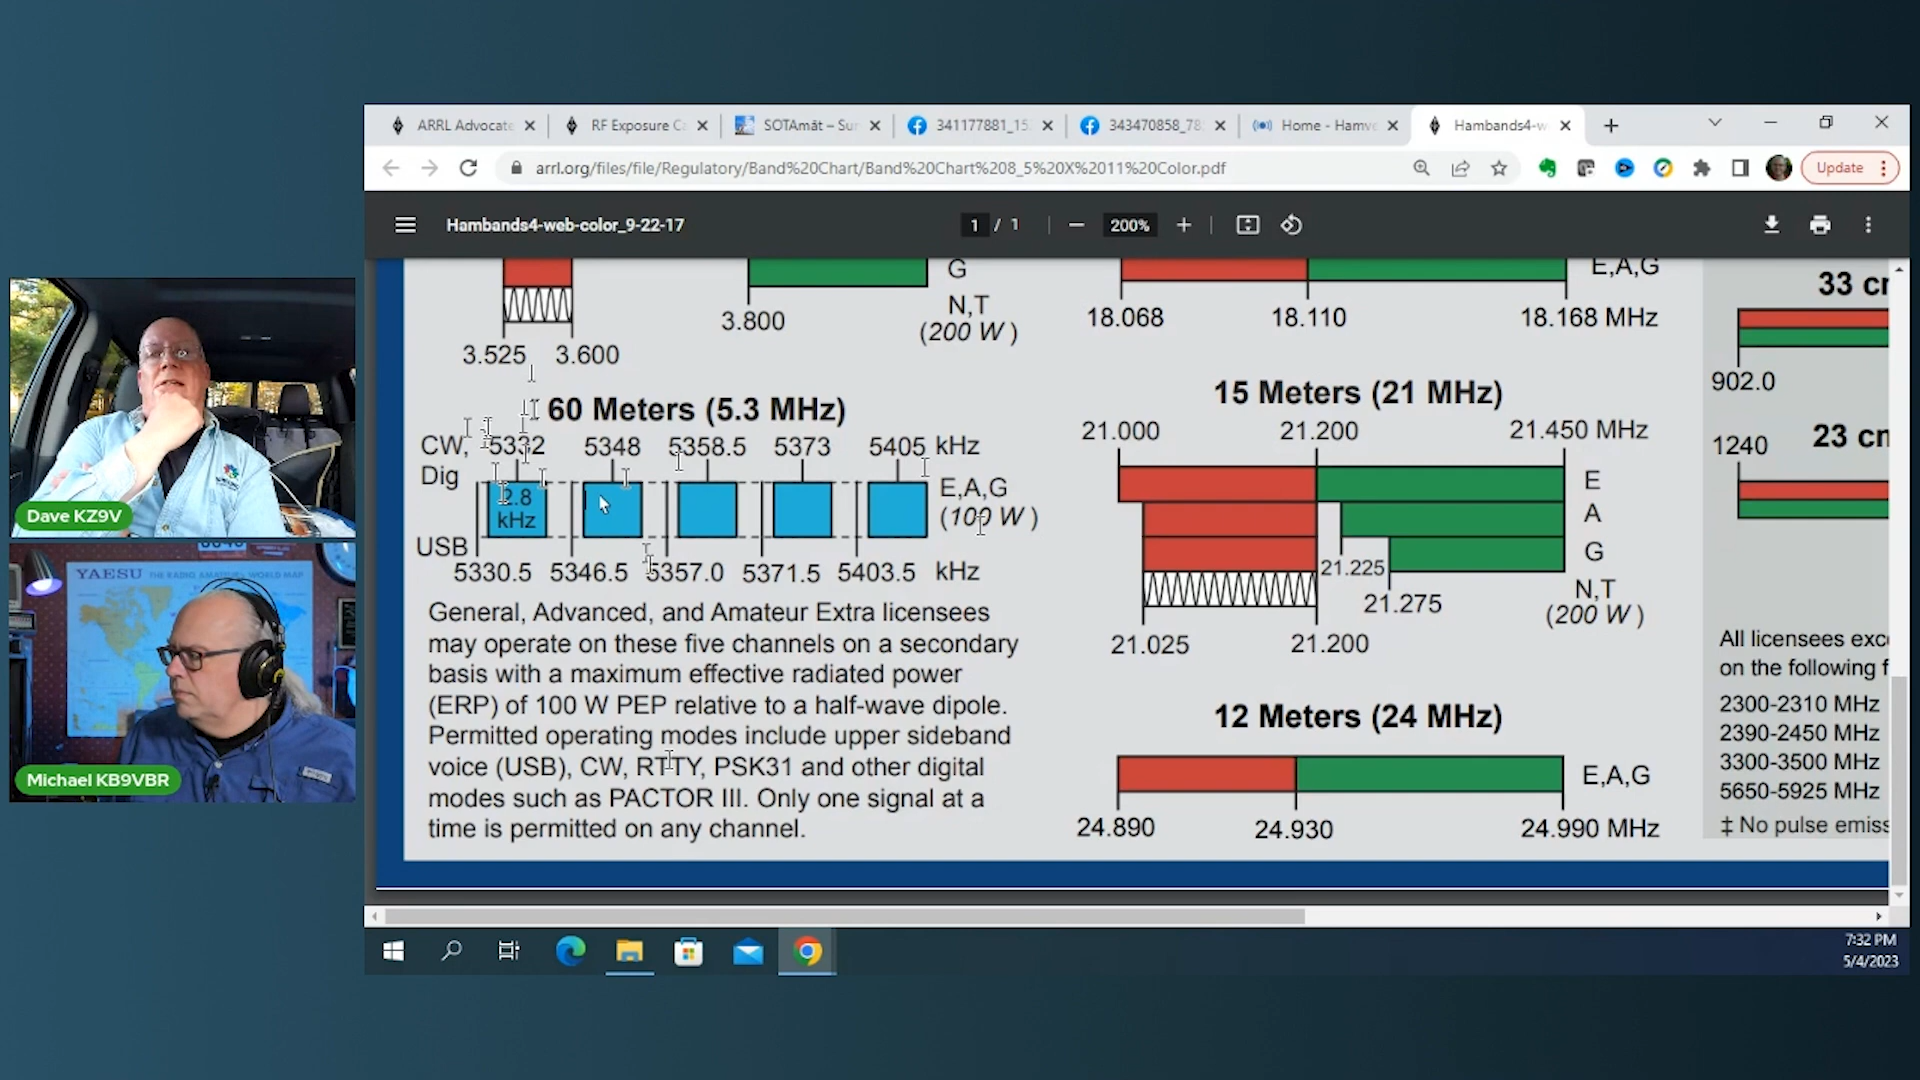 ARRL Advocate
RF Exposure C
SOTAmāt – Su
341177881_15
343470858_78
Home - Hamv
Hambands4-w
arrl.org/files/file/Regulatory/Band%20Chart/Band%20Chart%208_5%20X%2011%20Color.pdf
Update
Hambands4-web-color_9-22-17
1 / 1
200%
G
N,T
(200 W )
3.800
3.525 3.600
E,A,G
18.068 18.110 18.168 MHz
33 c
902.0
23 c
1240
60 Meters (5.3 MHz)
CW, 5332 5348 5358.5 5373 5405 kHz
Dig
2.8
kHz
E,A,G
(100 W )
USB
5330.5 5346.5 5357.0 5371.5 5403.5 kHz
General, Advanced, and Amateur Extra licensees
may operate on these five channels on a secondary
basis with a maximum effective radiated power
(ERP) of 100 W PEP relative to a half-wave dipole.
Permitted operating modes include upper sideband
voice (USB), CW, RTTY, PSK31 and other digital
modes such as PACTOR III. Only one signal at a
time is permitted on any channel.
15 Meters (21 MHz)
21.000 21.200 21.450 MHz
E
A
G
N,T
(200 W )
21.225
21.275
21.025 21.200
12 Meters (24 MHz)
E,A,G
24.890 24.930 24.990 MHz
All licensees exc
on the following f
2300-2310 MHz
2390-2450 MHz
3300-3500 MHz
5650-5925 MHz
‡ No pulse emiss
Dave KZ9V
YAESU THE RADIO AMATEUR'S WORLD MAP
Michael KB9VBR
7:32 PM
5/4/2023